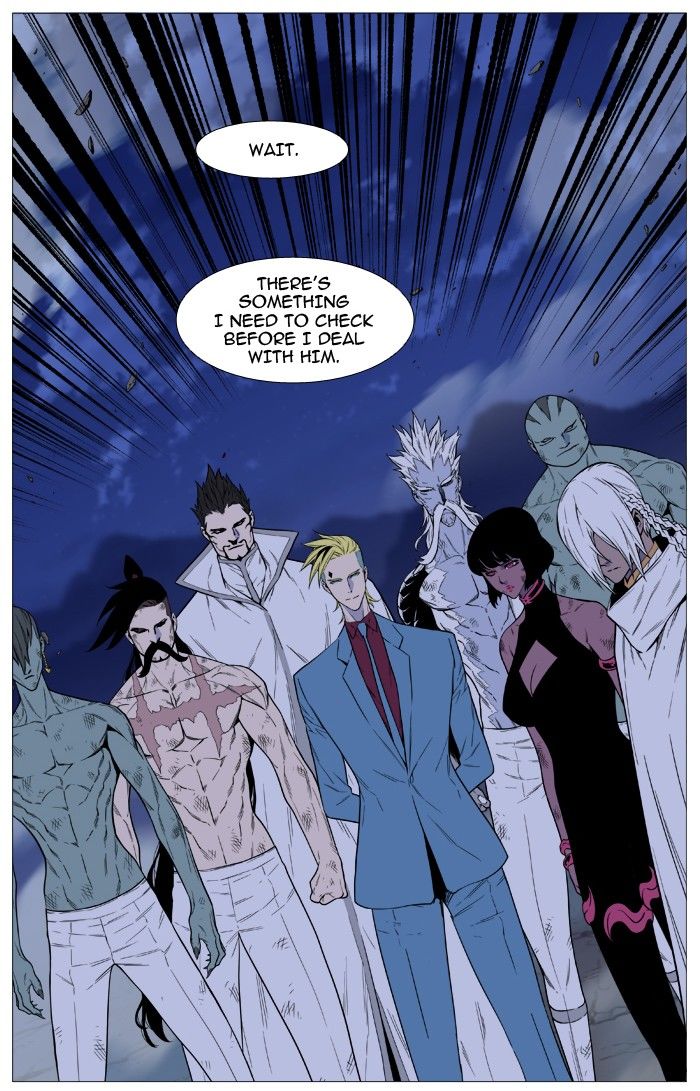 WAIT.
THERE'S
SOMETHING
I NEED TO CHECK
BEFORE I DEAL
WITH HIM.